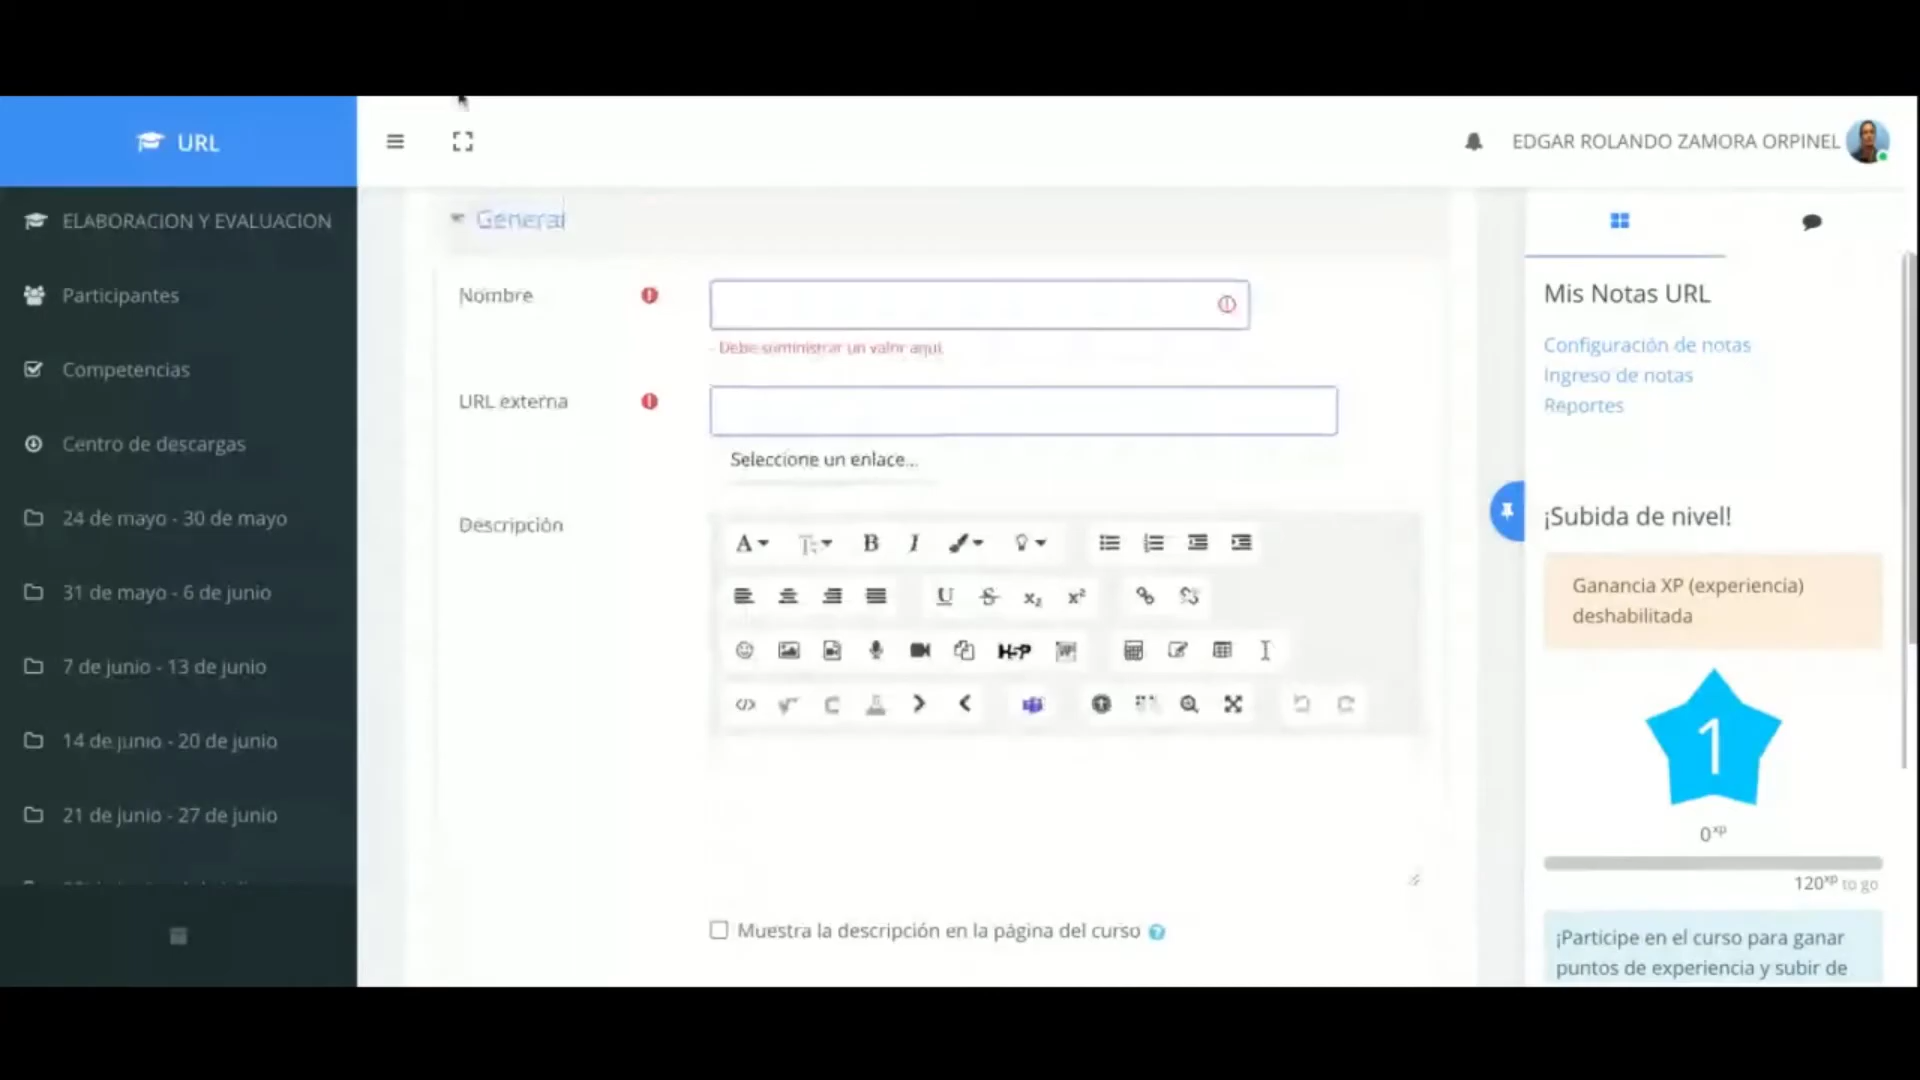 URL
EDGAR ROLANDO ZAMORA ORPINEL
ELABORACION Y EVALUACION
Participantes
Competencias
Centro de descargas
24 de mayo - 30 de mayo
31 de mayo - 6 de junio
7 de junio - 13 de junio
14 de junio - 20 de junio
21 de junio - 27 de junio
General
Nombre
- Debe suministrar un valor aquí.
URL externa
Seleccione un enlace...
Descripción
H-P
Muestra la descripción en la página del curso
Mis Notas URL
Configuración de notas
Ingreso de notas
Reportes
¡Subida de nivel!
Ganancia XP (experiencia)
deshabilitada
1
0xp
120xp to go
¡Participe en el curso para ganar
puntos de experiencia y subir de